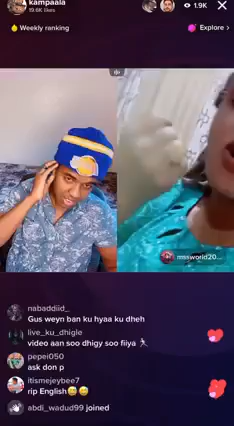 kampaala
19.6K likes
1.9K
Weekly ranking
Explore >
mssworld20...
nabaddiid_
Gus weyn ban ku hyaa ku dheh
live_ku_dhigle
video aan soo dhigy soo fiiya
pepei050
ask don p
itismejeybee7
rip English
abdi_wadud99 joined